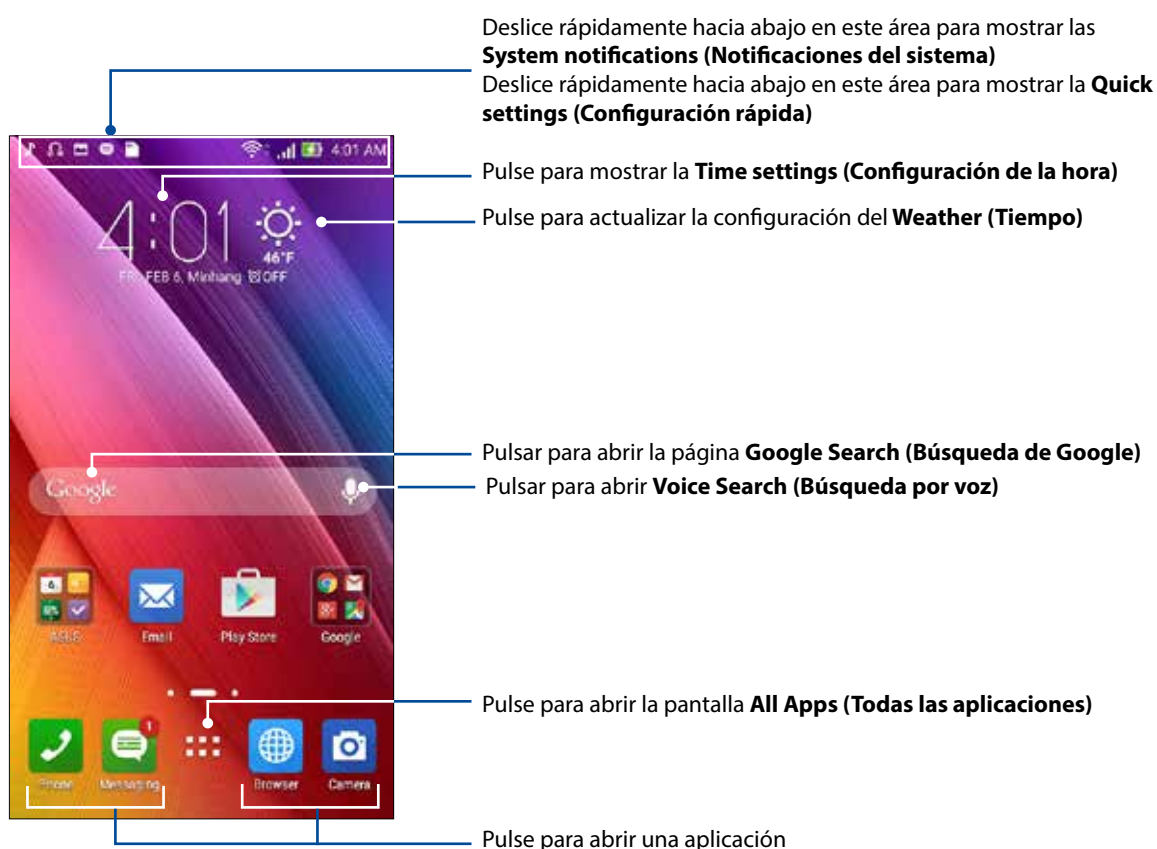 Deslice rápidamente hacia abajo en este área para mostrar las
System notifications (Notificaciones del sistema)
Deslice rápidamente hacia abajo en este área para mostrar la Quick
settings (Configuración rápida)
4:01 AM
Pulse para mostrar la Time settings (Configuración de la hora)
4:01
Pulse para actualizar la configuración del Weather (Tiempo)
46°F
FRI, FEB 6, Minhang OFF
Pulsar para abrir la página Google Search (Búsqueda de Google)
Google
Pulsar para abrir Voice Search (Búsqueda por voz)
6
ASUS
Email
Play Store
Google
Pulse para abrir la pantalla All Apps (Todas las aplicaciones)
1
Phone
Messaging
Browser
Camera
Pulse para abrir una aplicación